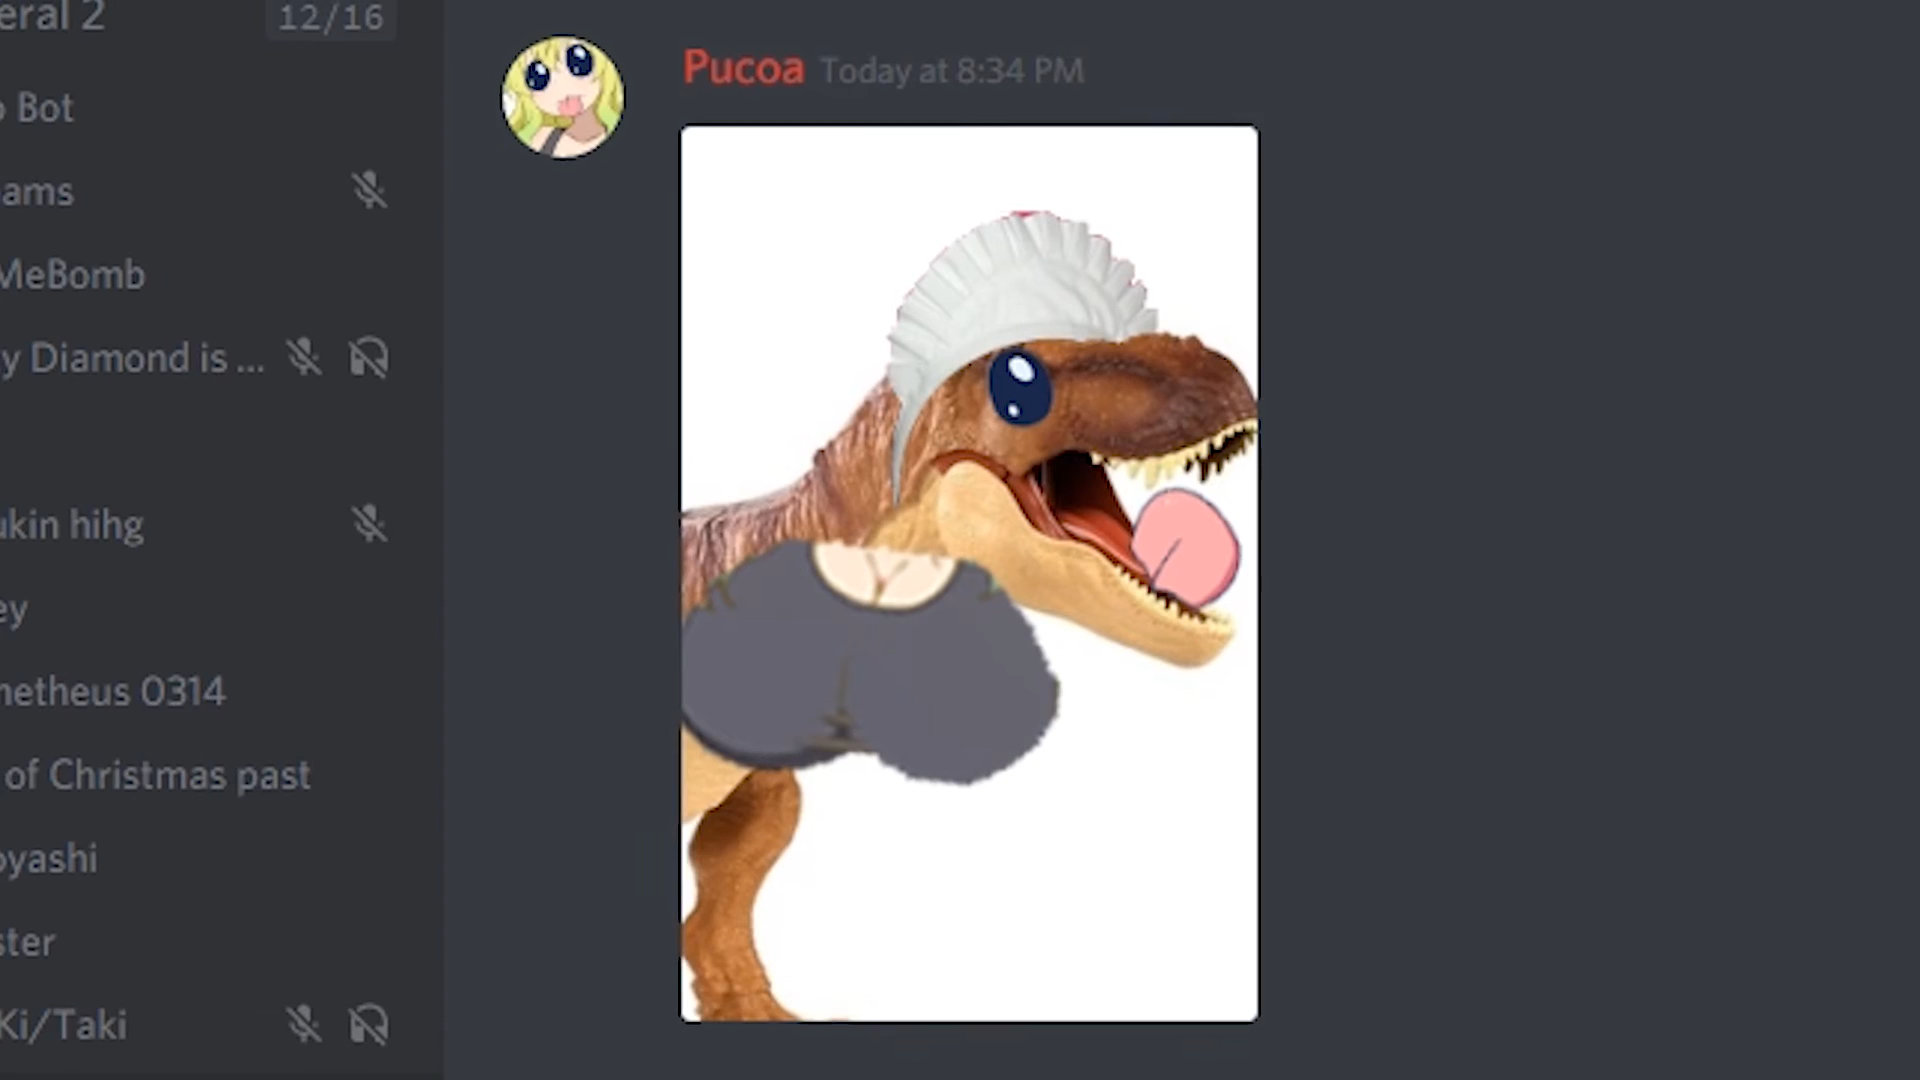 eral 2
12/16
Bot
ams
MeBomb
y Diamond is ...
ukin hihg
ey
metheus 0314
of Christmas past
oyashi
ster
Ki/Taki
Pucoa Today at 8:34 PM